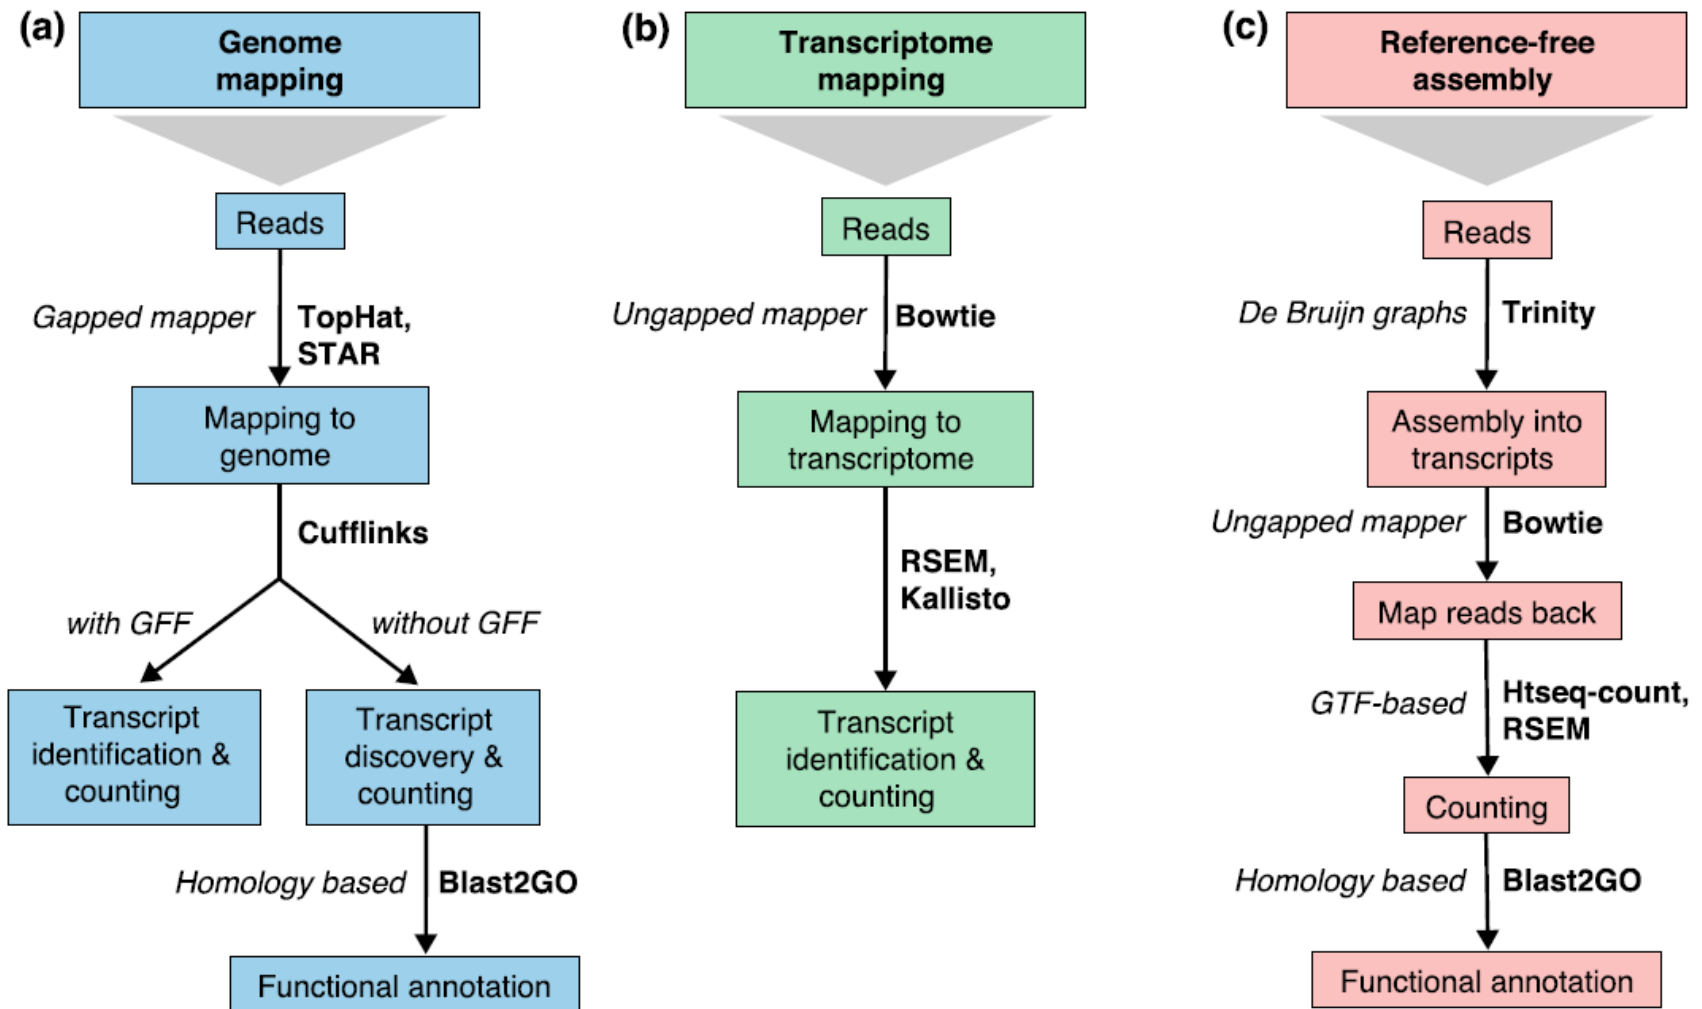 (a)
Genome
mapping
Reads
Gapped mapper
TopHat,
STAR
Mapping to
genome
Cufflinks
with GFF
without GFF
Transcript
identification &
counting
Transcript
discovery &
counting
Homology based
Blast2GO
Functional annotation
(b)
Transcriptome
mapping
Reads
Ungapped mapper
Bowtie
Mapping to
transcriptome
RSEM,
Kallisto
Transcript
identification &
counting
(c)
Reference-free
assembly
Reads
De Bruijn graphs
Trinity
Assembly into
transcripts
Ungapped mapper
Bowtie
Map reads back
GTF-based
Htseq-count,
RSEM
Counting
Homology based
Blast2GO
Functional annotation